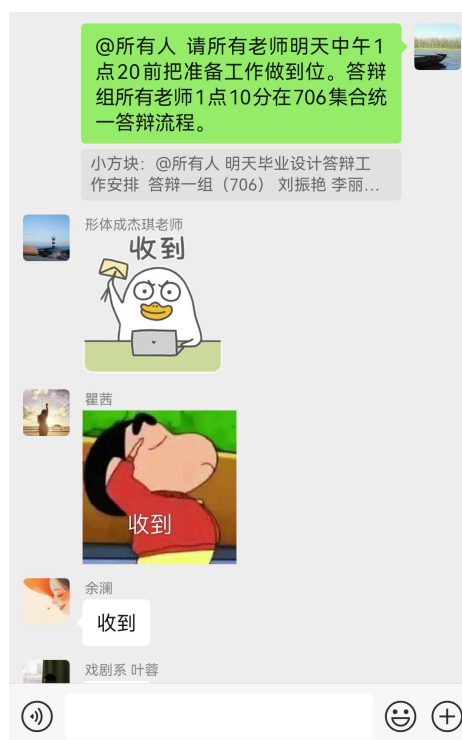 @所有人 请所有老师明天中午1
点20前把准备工作做到位。答辩
组所有老师1点10分在706集合统
一答辩流程。
小方块：@所有人 明天毕业设计答辩工
作安排 答辩一组（706） 刘振艳 李丽...
形体成杰琪老师
收到
瞿茜
收到
余澜
收到
戏剧系 叶蓉